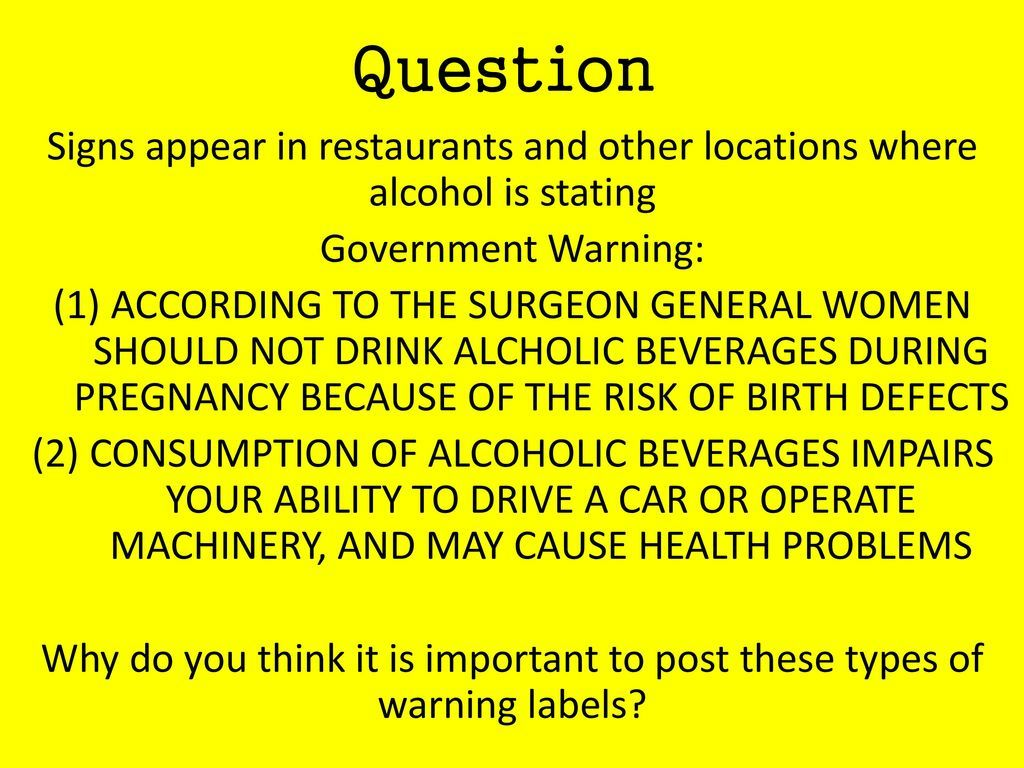 Question
Signs appear in restaurants and other locations where
alcohol is stating
Government Warning:
(1) ACCORDING TO THE SURGEON GENERAL WOMEN
SHOULD NOT DRINK ALCHOLIC BEVERAGES DURING
PREGNANCY BECAUSE OF THE RISK OF BIRTH DEFECTS
(2) CONSUMPTION OF ALCOHOLIC BEVERAGES IMPAIRS
YOUR ABILITY TO DRIVE A CAR OR OPERATE
MACHINERY, AND MAY CAUSE HEALTH PROBLEMS
Why do you think it is important to post these types of
warning labels?